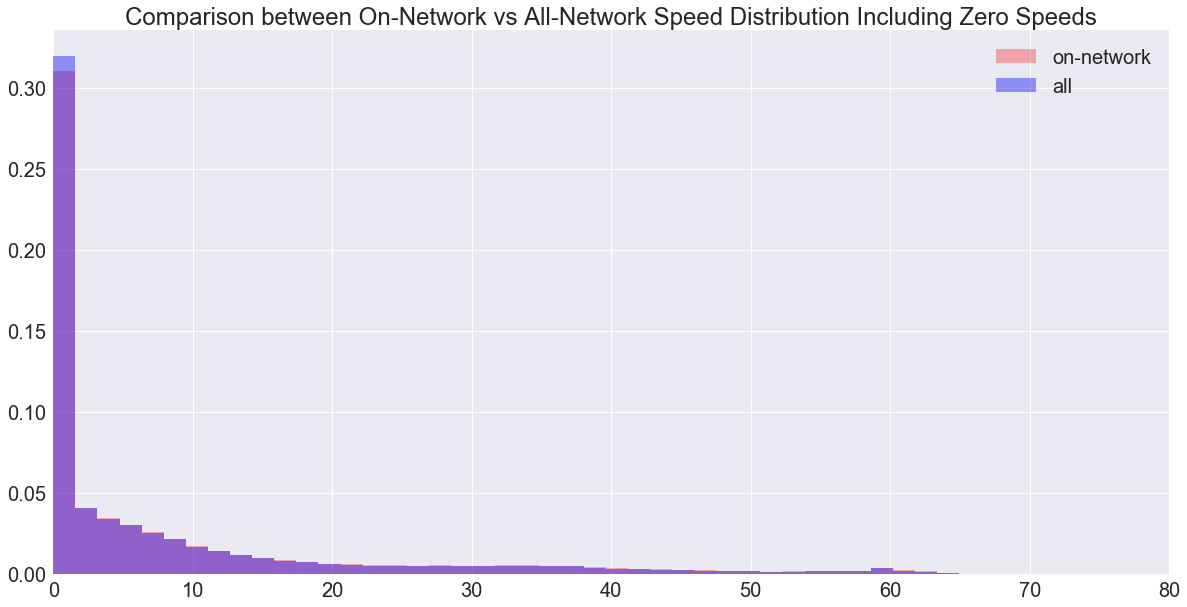 Comparison between On-Network vs All-Network Speed Distribution Including Zero Speeds
on-network
all
0.30
0.25
0.20
0.15
0.10
0.05
0.00
0 10 20 30 40 50 60 70 80